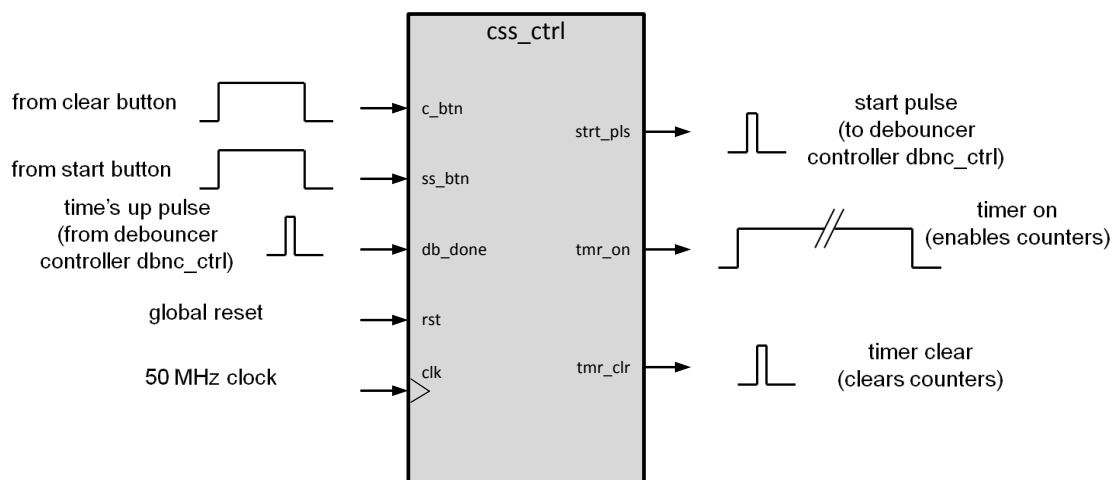 css_ctrl
from clear button
c_btn
from start button
ss_btn
time's up pulse
(from debouncer
controller dbnc_ctrl)
db_done
global reset
rst
50 MHz clock
clk
strt_pls
start pulse
(to debouncer
controller dbnc_ctrl)
tmr_on
timer on
(enables counters)
tmr_clr
timer clear
(clears counters)